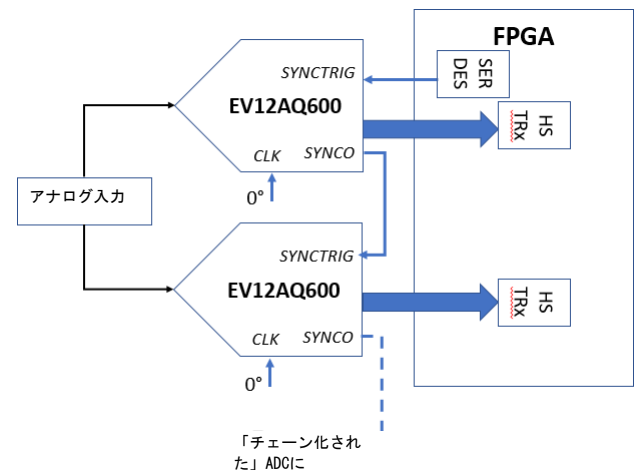 FPGA
SYNCTRIG
SER
DES
EV12AQ600
HS
TRx
CLK
SYNCO
0°
アナログ入力
SYNCTRIG
EV12AQ600
HS
TRx
CLK
SYNCO
0°
「チェーン化され
た」ADCに